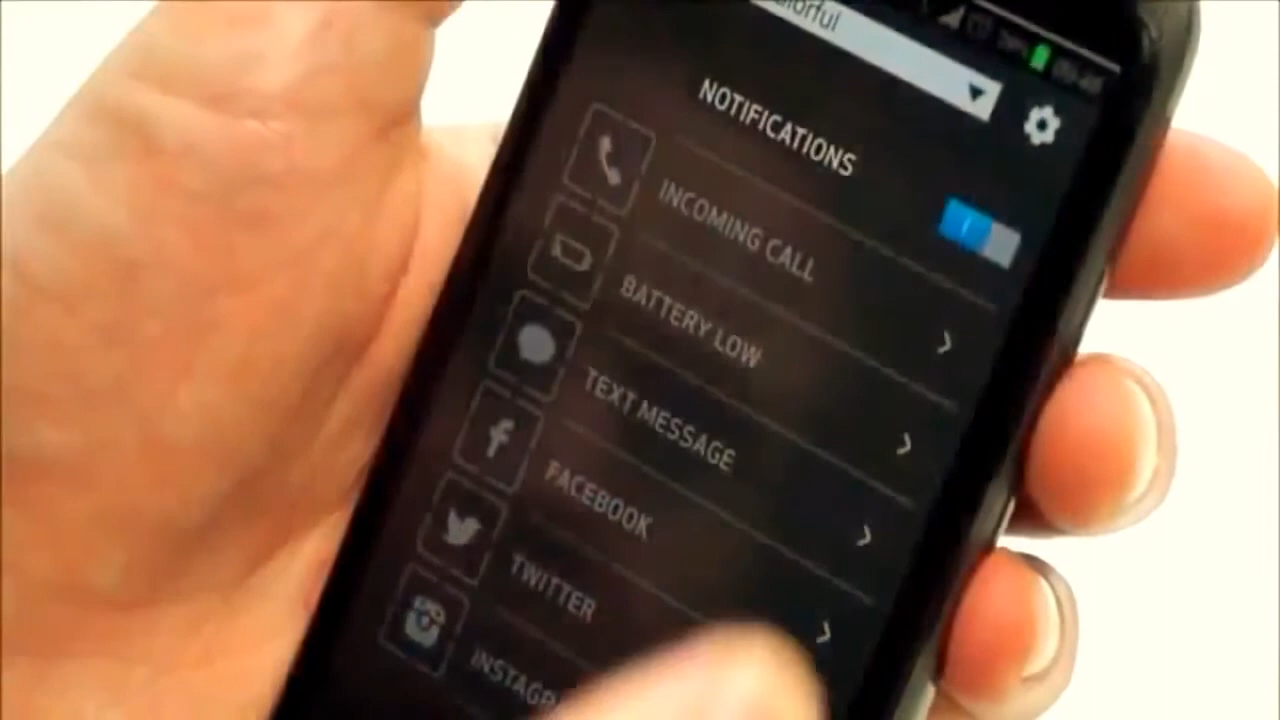 NOTIFICATIONS
INCOMING CALL
BATTERY LOW
TEXT MESSAGE
FACEBOOK
TWITTER